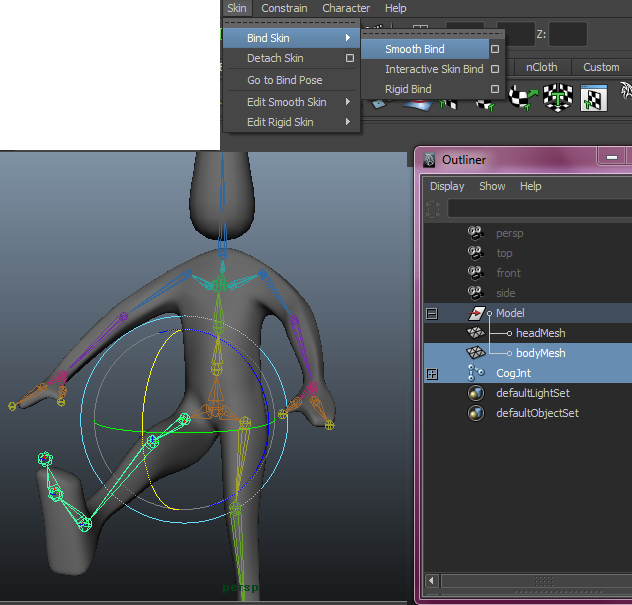 Skin Constrain Character Help
Bind Skin
Smooth Bind
Z:
Detach Skin
Interactive Skin Bind
nCloth Custom
Go to Bind Pose
Rigid Bind
Edit Smooth Skin
Edit Rigid Skin
T
Outliner
Display Show Help
persp
top
front
side
Model
headMesh
bodyMesh
CogJnt
defaultLightSet
defaultObjectSet
persp